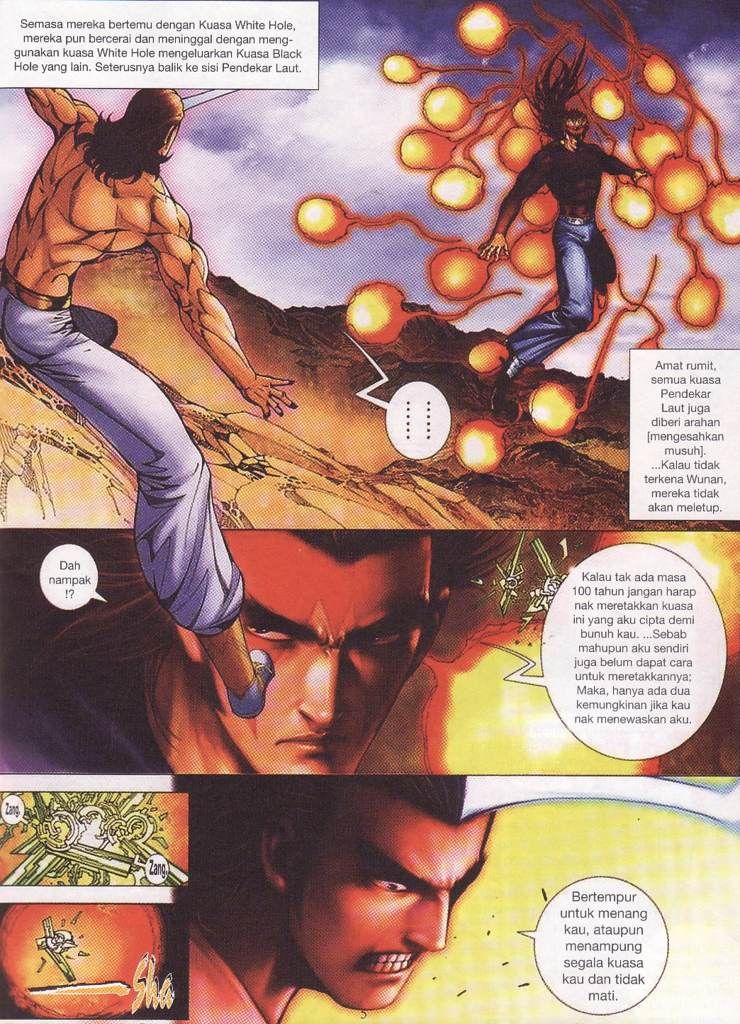 Semasa mereka bertemu dengan Kuasa White Hole,
mereka pun bercerai dan meninggal dengan meng-
gunakan kuasa White Hole mengeluarkan Kuasa Black
Hole yang lain. Seterusnya balik ke sisi Pendekar Laut.
Amat rumit,
semua kuasa
Pendekar
Laut juga
diberi arahan
[mengesahkan
musuh].
...Kalau tidak
terkena Wunan,
mereka tidak
akan meletup.
Dah
nampak
!?
Kalau tak ada masa
100 tahun jangan harap
nak meretakkan kuasa
ini yang aku cipta demi
bunuh kau. ...Sebab
mahupun aku sendiri
juga belum dapat cara
untuk meretakkannya;
Maka, hanya ada dua
kemungkinan jika kau
nak menewaskan aku.
Zang.
Zang.
Sha
Bertempur
untuk menang
kau, ataupun
menampung
segala kuasa
kau dan tidak
mati.
5